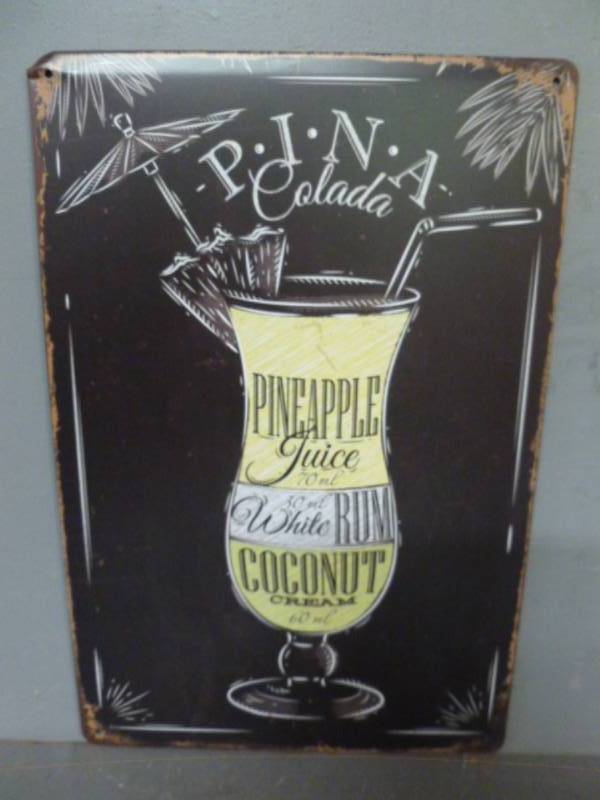 P·I·N·A
Colada
PINEAPPLE
Juice
70 ml
30 ml
White RUM
COCONUT
CREAM
60 ml